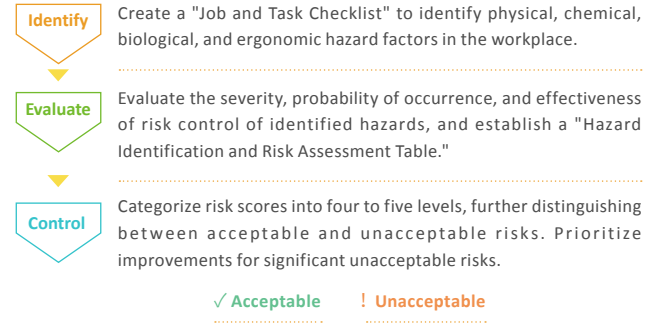 Identify
Create a "Job and Task Checklist" to identify physical, chemical,
biological, and ergonomic hazard factors in the workplace.
Evaluate
Evaluate the severity, probability of occurrence, and effectiveness
of risk control of identified hazards, and establish a "Hazard
Identification and Risk Assessment Table."
Control
Categorize risk scores into four to five levels, further distinguishing
between acceptable and unacceptable risks. Prioritize
improvements for significant unacceptable risks.
✓ Acceptable ! Unacceptable